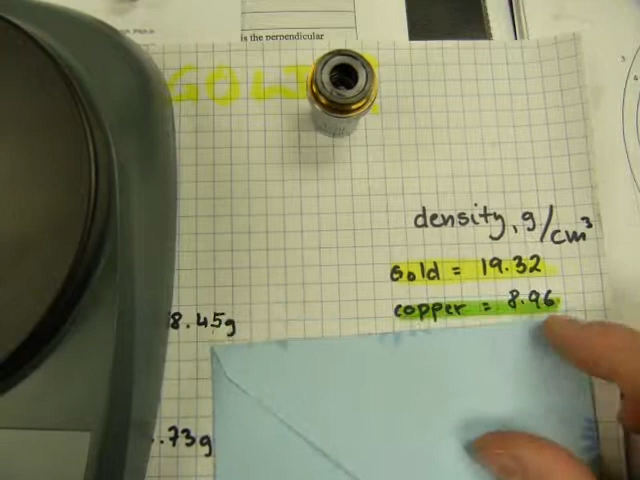 is the perpendicular
GOLD
density, g/cm³
Gold = 19.32
copper = 8.96
8.45g
.73g